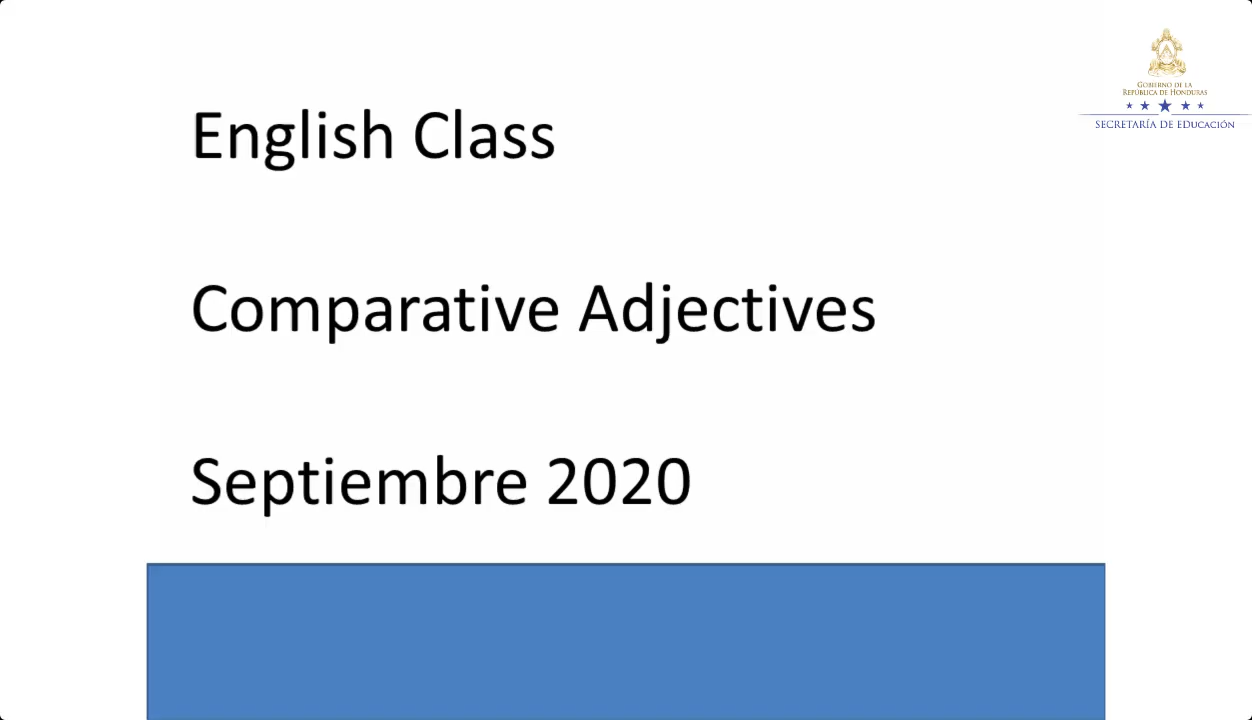 English Class
Comparative Adjectives
Septiembre 2020
GOBIERNO DE LA
REPÚBLICA DE HONDURAS
SECRETARÍA DE EDUCACIÓN